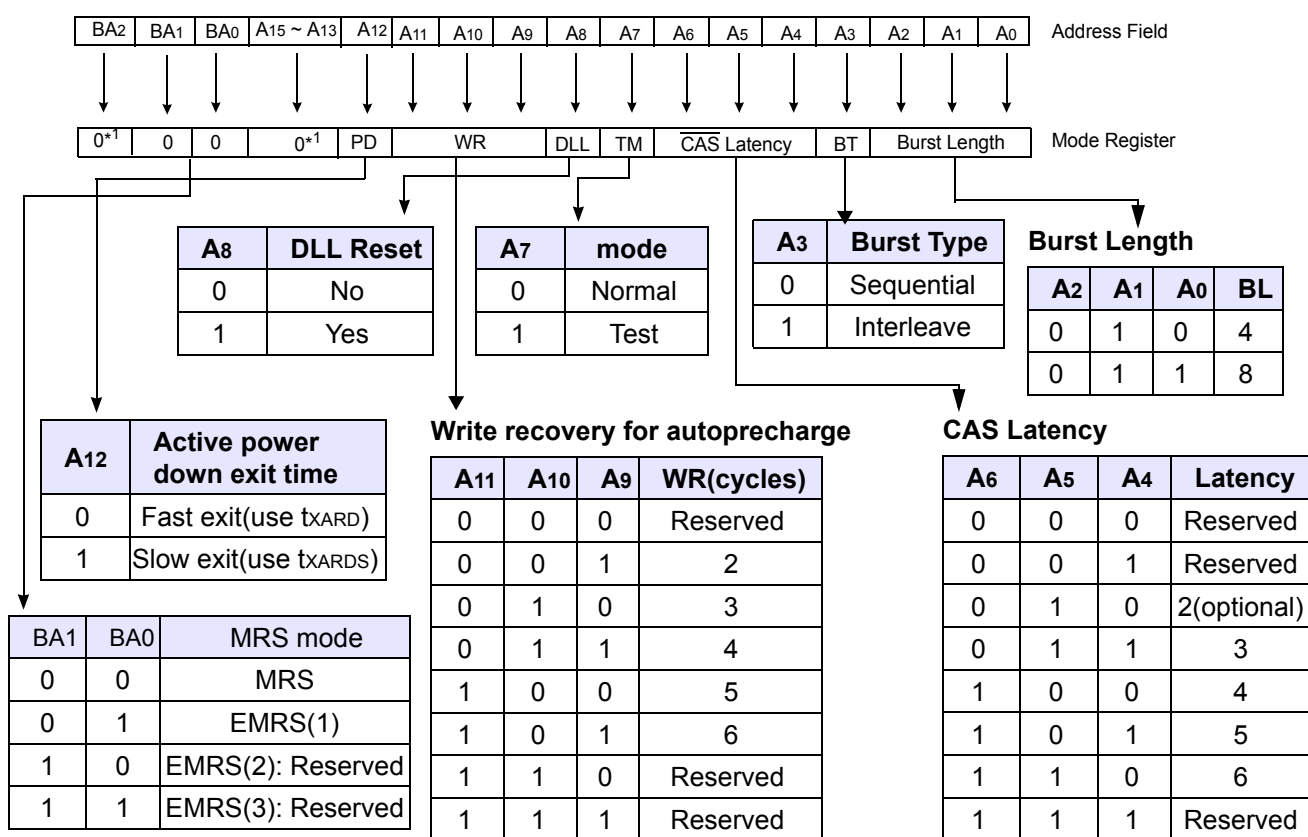 BA2 BA1 BA0 A15 ~ A13 A12 A11 A10 A9 A8 A7 A6 A5 A4 A3 A2 A1 A0 Address Field
0*1 0 0 0*1 PD WR DLL TM CAS Latency BT Burst Length Mode Register
A8 DLL Reset
0 No
1 Yes
A7 mode
0 Normal
1 Test
A3 Burst Type
0 Sequential
1 Interleave
Burst Length
A2 A1 A0 BL
0 1 0 4
0 1 1 8
A12 Active power
down exit time
0 Fast exit(use tXARD)
1 Slow exit(use tXARDS)
BA1 BA0 MRS mode
0 0 MRS
0 1 EMRS(1)
1 0 EMRS(2): Reserved
1 1 EMRS(3): Reserved
Write recovery for autoprecharge
A11 A10 A9 WR(cycles)
0 0 0 Reserved
0 0 1 2
0 1 0 3
0 1 1 4
1 0 0 5
1 0 1 6
1 1 0 Reserved
1 1 1 Reserved
CAS Latency
A6 A5 A4 Latency
0 0 0 Reserved
0 0 1 Reserved
0 1 0 2(optional)
0 1 1 3
1 0 0 4
1 0 1 5
1 1 0 6
1 1 1 Reserved